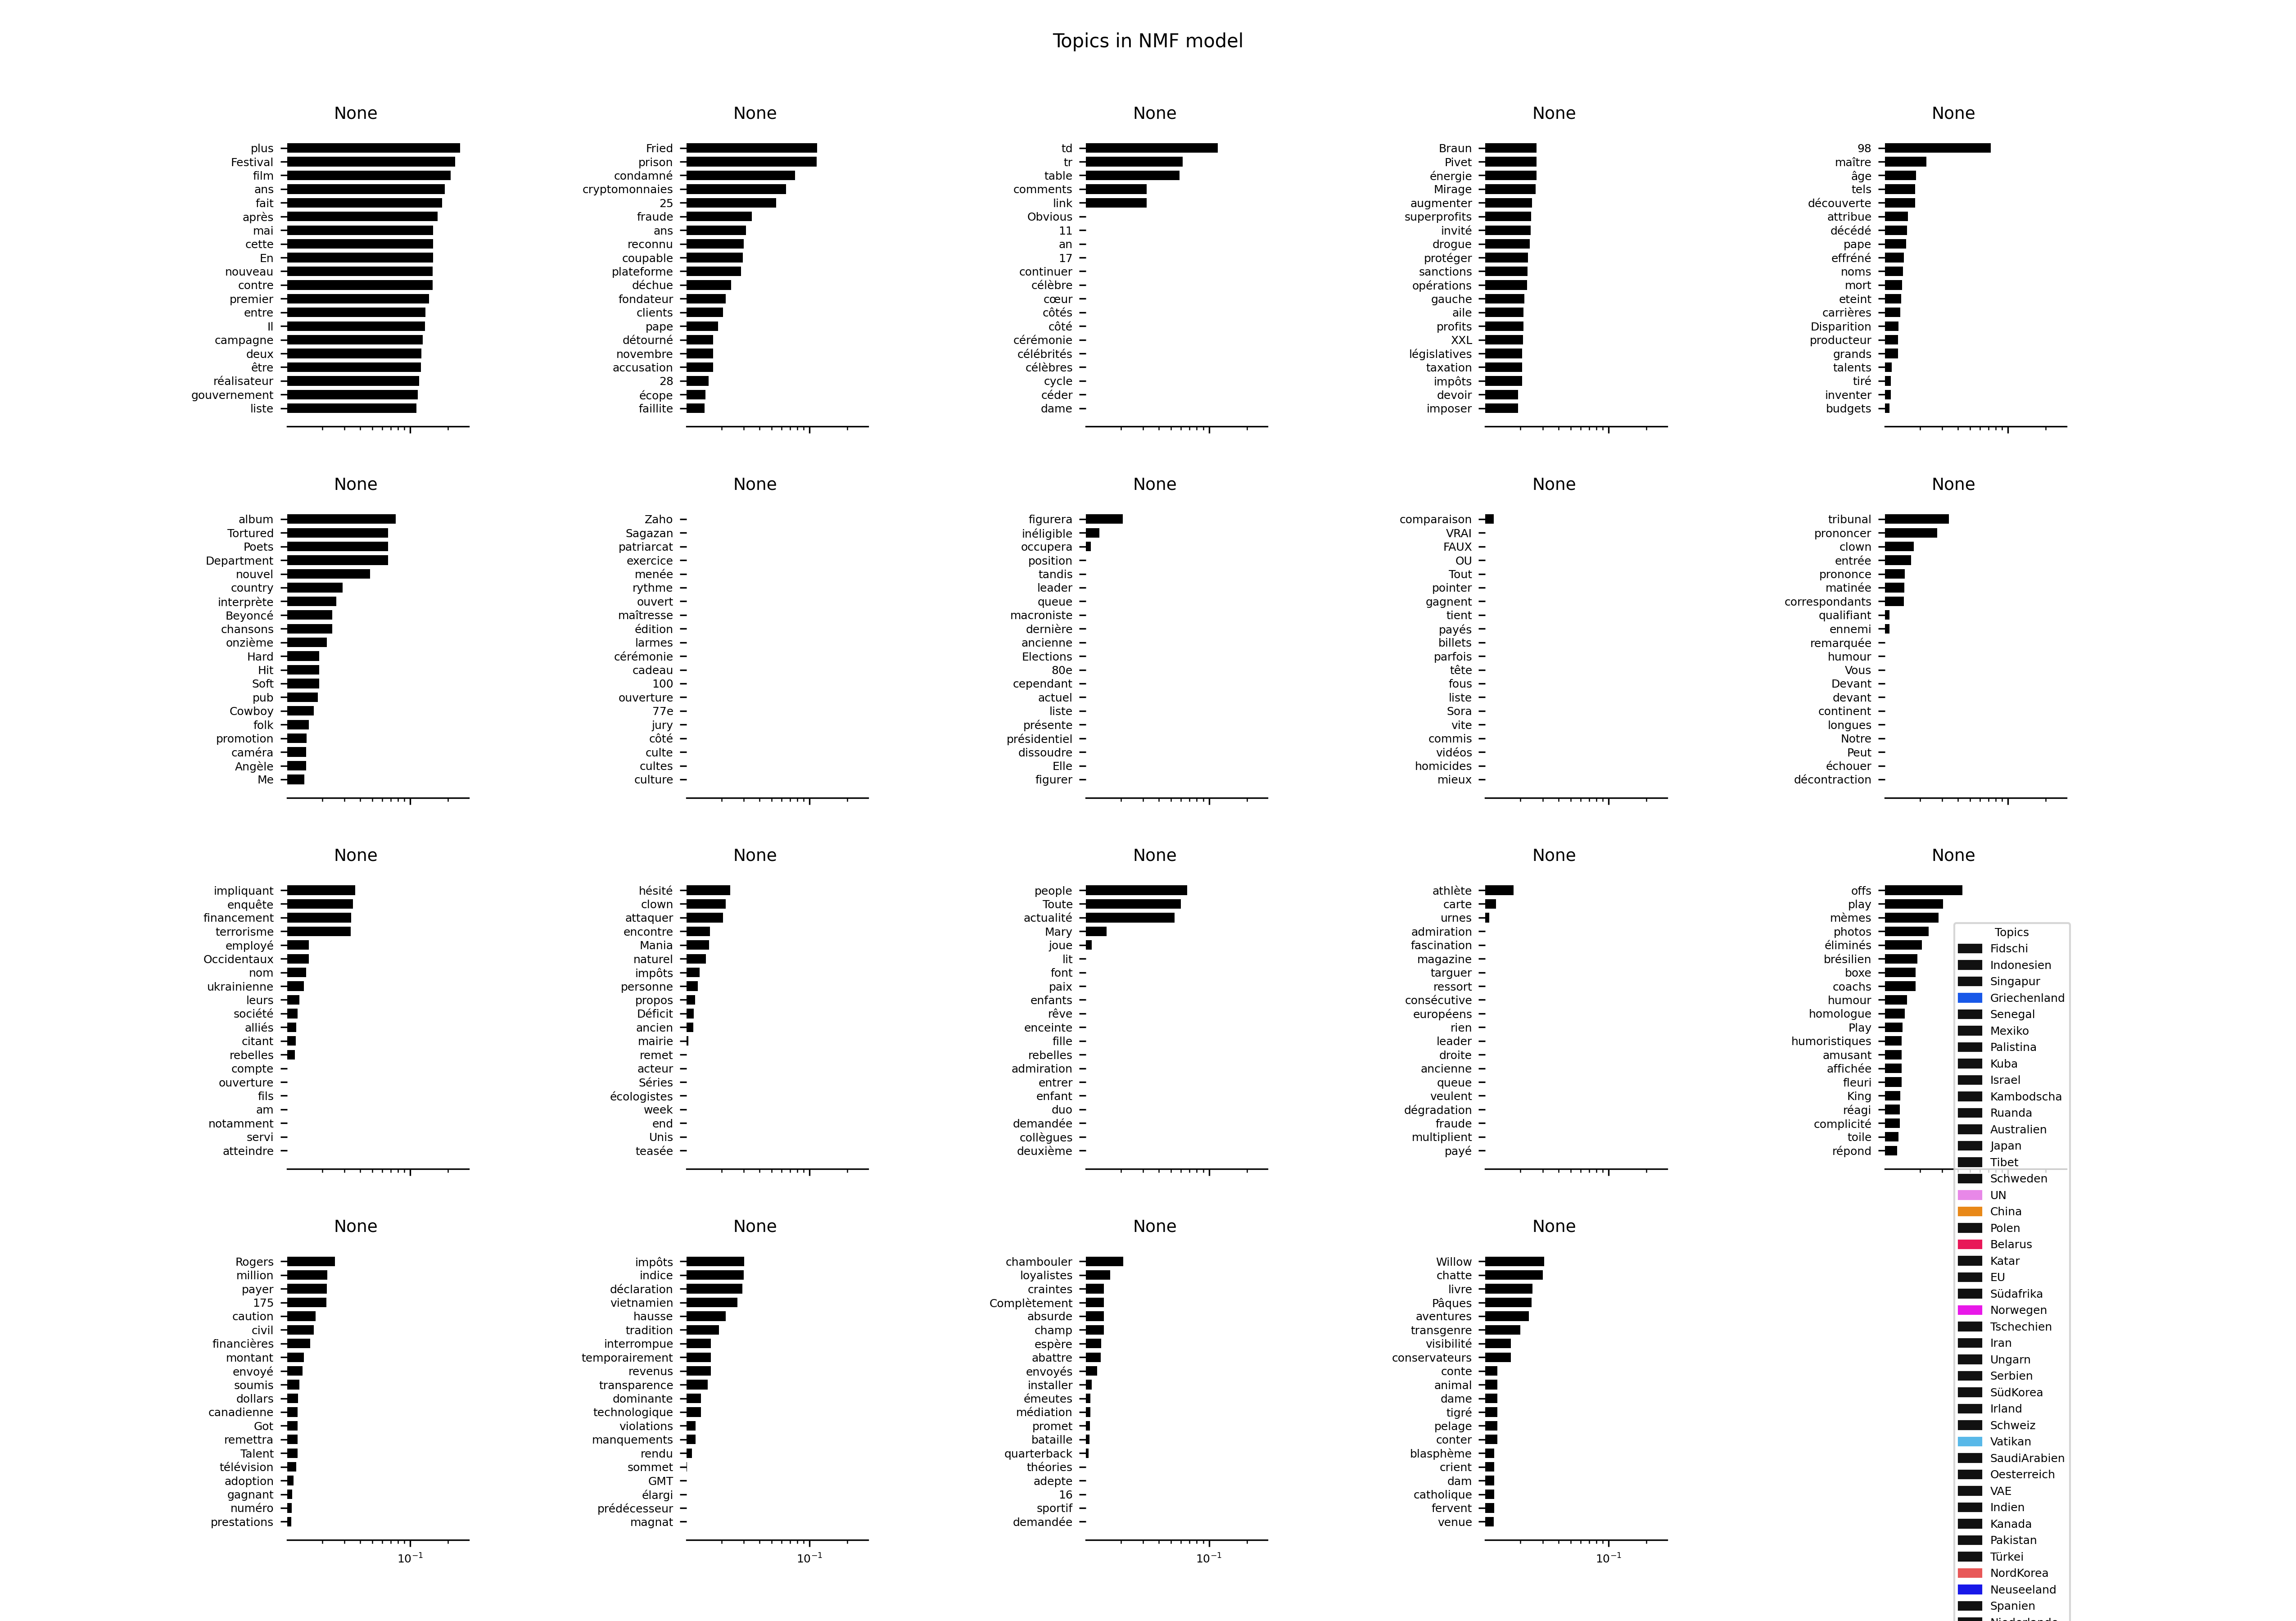 Topics in NMF model
None
plus
Festival
film
ans
fait
après
mai
cette
En
nouveau
contre
premier
entre
Il
campagne
deux
être
réalisateur
gouvernement
liste
None
Fried
prison
condamné
cryptomonnaies
25
fraude
ans
reconnu
coupable
plateforme
déchue
fondateur
clients
pape
détourné
novembre
accusation
28
écope
faillite
None
td
tr
table
comments
link
Obvious
11
an
17
continuer
célèbre
cœur
côtés
côté
cérémonie
célébrités
célèbres
cycle
céder
dame
None
Braun
Pivet
énergie
Mirage
augmenter
superprofits
invité
drogue
protéger
sanctions
opérations
gauche
aile
profits
XXL
législatives
taxation
impôts
devoir
imposer
None
98
maître
âge
tels
découverte
attribue
décédé
pape
effréné
noms
mort
eteint
carrières
Disparition
producteur
grands
talents
tiré
inventer
budgets
None
album
Tortured
Poets
Department
nouvel
country
interprète
Beyoncé
chansons
onzième
Hard
Hit
Soft
pub
Cowboy
folk
promotion
caméra
Angèle
Me
None
Zaho
Sagazan
patriarcat
exercice
menée
rythme
ouvert
maîtresse
édition
larmes
cérémonie
cadeau
100
ouverture
77e
jury
côté
culte
cultes
culture
None
figurera
inéligible
occupera
position
tandis
leader
queue
macroniste
dernière
ancienne
Elections
80e
cependant
actuel
liste
présente
présidentiel
dissoudre
Elle
figurer
None
comparaison
VRAI
FAUX
OU
Tout
pointer
gagnent
tient
payés
billets
parfois
tête
fous
liste
Sora
vite
commis
vidéos
homicides
mieux
None
tribunal
prononcer
clown
entrée
prononce
matinée
correspondants
qualifiant
ennemi
remarquée
humour
Vous
Devant
devant
continent
longues
Notre
Peut
échouer
décontraction
None
impliquant
enquête
financement
terrorisme
employé
Occidentaux
nom
ukrainienne
leurs
société
alliés
citant
rebelles
compte
ouverture
fils
am
notamment
servi
atteindre
None
hésité
clown
attaquer
encontre
Mania
naturel
impôts
personne
propos
Déficit
ancien
mairie
remet
acteur
Séries
écologistes
week
end
Unis
teasée
None
people
Toute
actualité
Mary
joue
lit
font
paix
enfants
rêve
enceinte
fille
rebelles
admiration
entrer
enfant
duo
demandée
collègues
deuxième
None
athlète
carte
urnes
admiration
fascination
magazine
targuer
ressort
consécutive
européens
rien
leader
droite
ancienne
queue
veulent
dégradation
fraude
multiplient
payé
None
offs
play
mèmes
photos
éliminés
brésilien
boxe
coachs
humour
homologue
Play
humoristiques
amusant
affichée
fleuri
King
réagi
complicité
toile
répond
None
Rogers
million
payer
175
caution
civil
financières
montant
envoyé
soumis
dollars
canadienne
Got
remettra
Talent
télévision
adoption
gagnant
numéro
prestations
10⁻¹
None
impôts
indice
déclaration
vietnamien
hausse
tradition
interrompue
temporairement
revenus
transparence
dominante
technologique
violations
manquements
rendu
sommet
GMT
élargi
prédécesseur
magnat
10⁻¹
None
chambouler
loyalistes
craintes
Complètement
absurde
champ
espère
abattre
envoyés
installer
émeutes
médiation
promet
bataille
quarterback
théories
adepte
16
sportif
demandée
10⁻¹
None
Willow
chatte
livre
Pâques
aventures
transgenre
visibilité
conservateurs
conte
animal
dame
tigré
pelage
conter
blasphème
crient
dam
catholique
fervent
venue
10⁻¹
Topics
Fidschi
Indonesien
Singapur
Griechenland
Senegal
Mexiko
Palistina
Kuba
Israel
Kambodscha
Ruanda
Australien
Japan
Tibet
Schweden
UN
China
Polen
Belarus
Katar
EU
Südafrika
Norwegen
Tschechien
Iran
Ungarn
Serbien
SüdKorea
Irland
Schweiz
Vatikan
SaudiArabien
Oesterreich
VAE
Indien
Kanada
Pakistan
Türkei
NordKorea
Neuseeland
Spanien